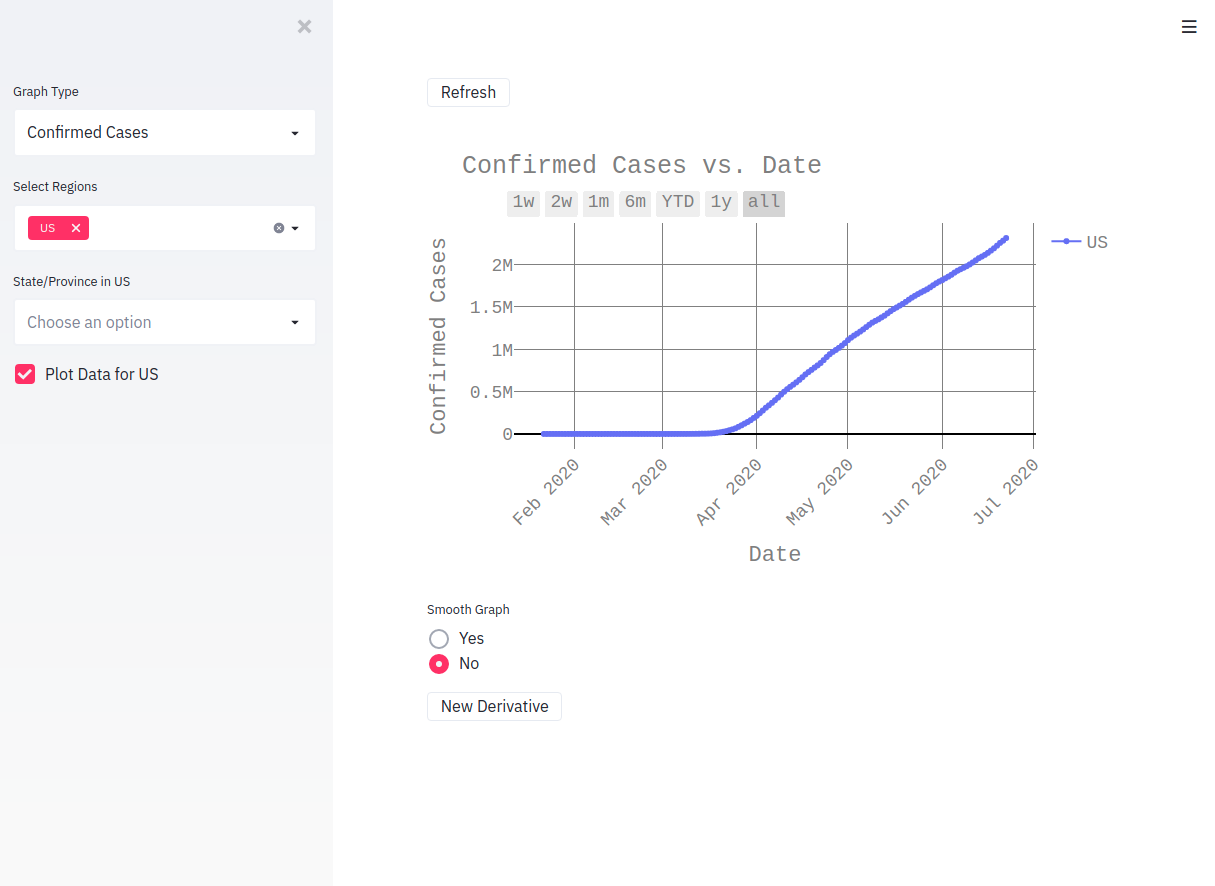 Graph Type
Confirmed Cases
Select Regions
US
State/Province in US
Choose an option
Plot Data for US
Refresh
Confirmed Cases vs. Date
1w 2w 1m 6m YTD 1y all
Confirmed Cases
2M
1.5M
1M
0.5M
0
US
Feb 2020 Mar 2020 Apr 2020 May 2020 Jun 2020 Jul 2020
Date
Smooth Graph
Yes
No
New Derivative